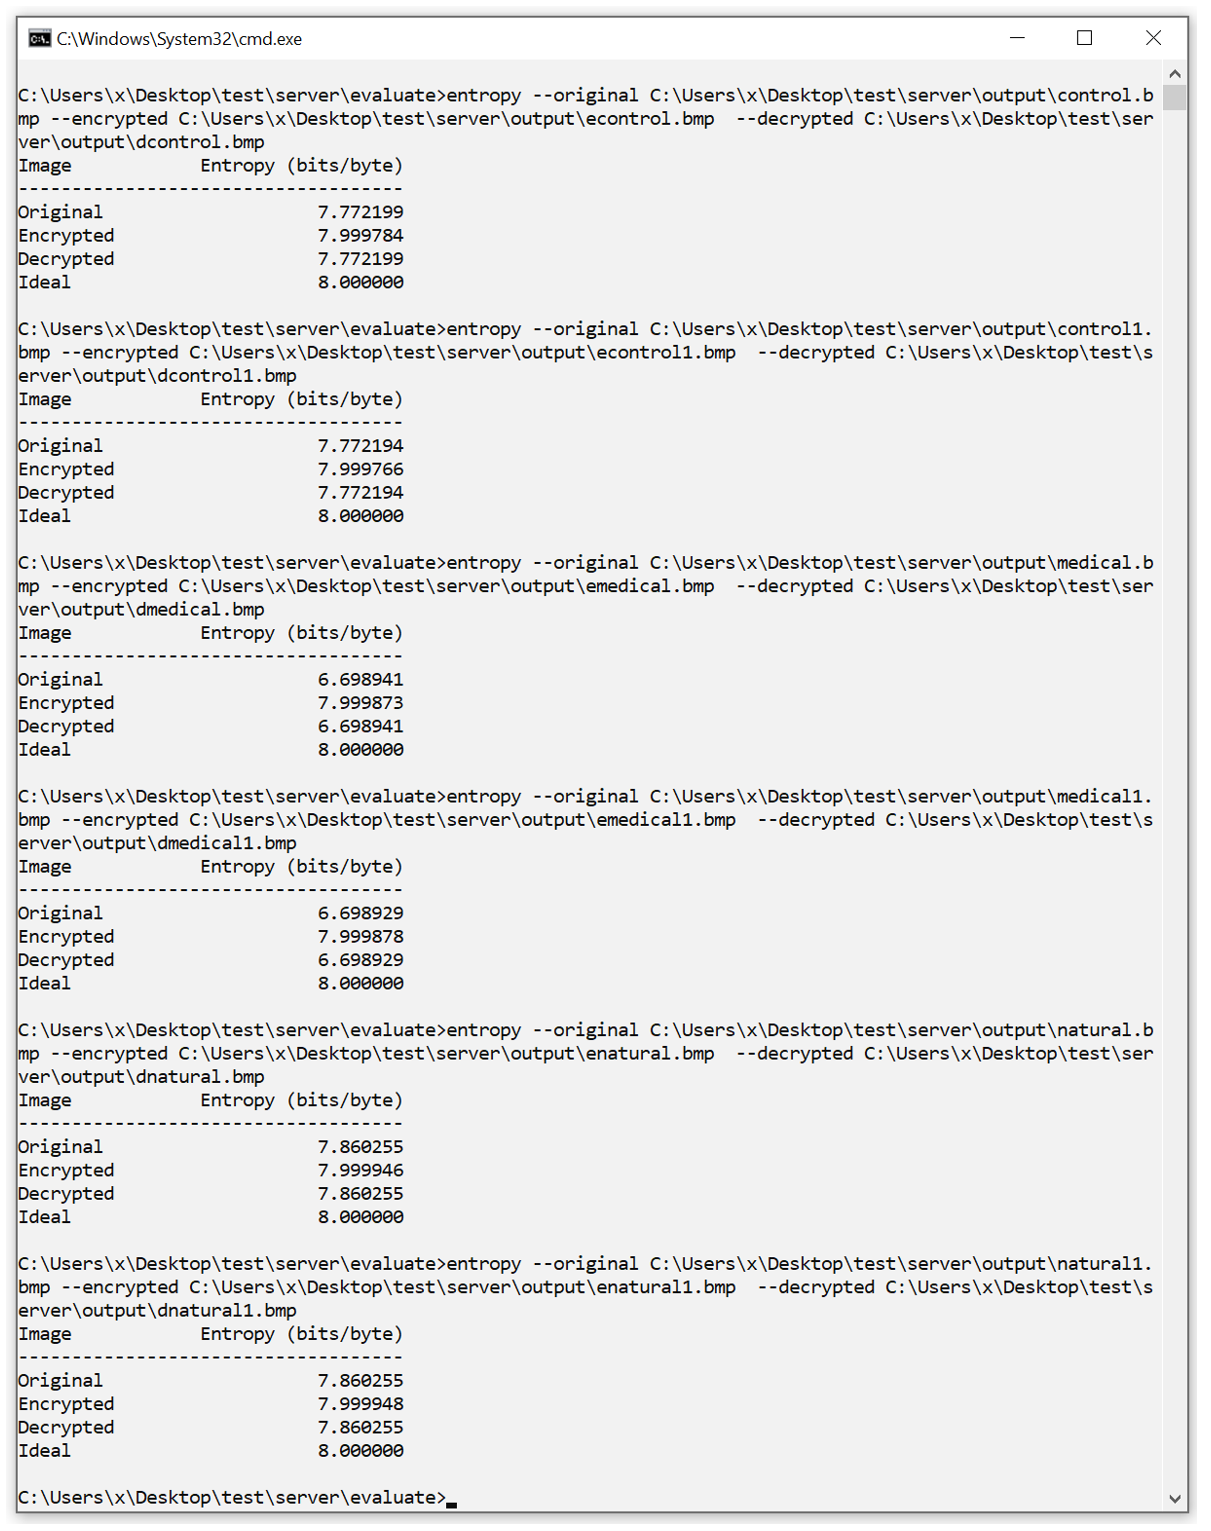 C:\Windows\System32\cmd.exe
C:\Users\x\Desktop\test\server\evaluate>entropy --original C:\Users\x\Desktop\test\server\output\control.b
mp --encrypted C:\Users\x\Desktop\test\server\output\econtrol.bmp  --decrypted C:\Users\x\Desktop\test\ser
ver\output\dcontrol.bmp
Image            Entropy (bits/byte)
------------------------------------
Original                    7.772199
Encrypted                   7.999784
Decrypted                   7.772199
Ideal                       8.000000
C:\Users\x\Desktop\test\server\evaluate>entropy --original C:\Users\x\Desktop\test\server\output\control1.
bmp --encrypted C:\Users\x\Desktop\test\server\output\econtrol1.bmp  --decrypted C:\Users\x\Desktop\test\s
erver\output\dcontrol1.bmp
Image            Entropy (bits/byte)
------------------------------------
Original                    7.772194
Encrypted                   7.999766
Decrypted                   7.772194
Ideal                       8.000000
C:\Users\x\Desktop\test\server\evaluate>entropy --original C:\Users\x\Desktop\test\server\output\medical.b
mp --encrypted C:\Users\x\Desktop\test\server\output\emedical.bmp  --decrypted C:\Users\x\Desktop\test\ser
ver\output\dmedical.bmp
Image            Entropy (bits/byte)
------------------------------------
Original                    6.698941
Encrypted                   7.999873
Decrypted                   6.698941
Ideal                       8.000000
C:\Users\x\Desktop\test\server\evaluate>entropy --original C:\Users\x\Desktop\test\server\output\medical1.
bmp --encrypted C:\Users\x\Desktop\test\server\output\emedical1.bmp  --decrypted C:\Users\x\Desktop\test\s
erver\output\dmedical1.bmp
Image            Entropy (bits/byte)
------------------------------------
Original                    6.698929
Encrypted                   7.999878
Decrypted                   6.698929
Ideal                       8.000000
C:\Users\x\Desktop\test\server\evaluate>entropy --original C:\Users\x\Desktop\test\server\output\natural.b
mp --encrypted C:\Users\x\Desktop\test\server\output\enatural.bmp  --decrypted C:\Users\x\Desktop\test\ser
ver\output\dnatural.bmp
Image            Entropy (bits/byte)
------------------------------------
Original                    7.860255
Encrypted                   7.999946
Decrypted                   7.860255
Ideal                       8.000000
C:\Users\x\Desktop\test\server\evaluate>entropy --original C:\Users\x\Desktop\test\server\output\natural1.
bmp --encrypted C:\Users\x\Desktop\test\server\output\enatural1.bmp  --decrypted C:\Users\x\Desktop\test\s
erver\output\dnatural1.bmp
Image            Entropy (bits/byte)
------------------------------------
Original                    7.860255
Encrypted                   7.999948
Decrypted                   7.860255
Ideal                       8.000000
C:\Users\x\Desktop\test\server\evaluate>